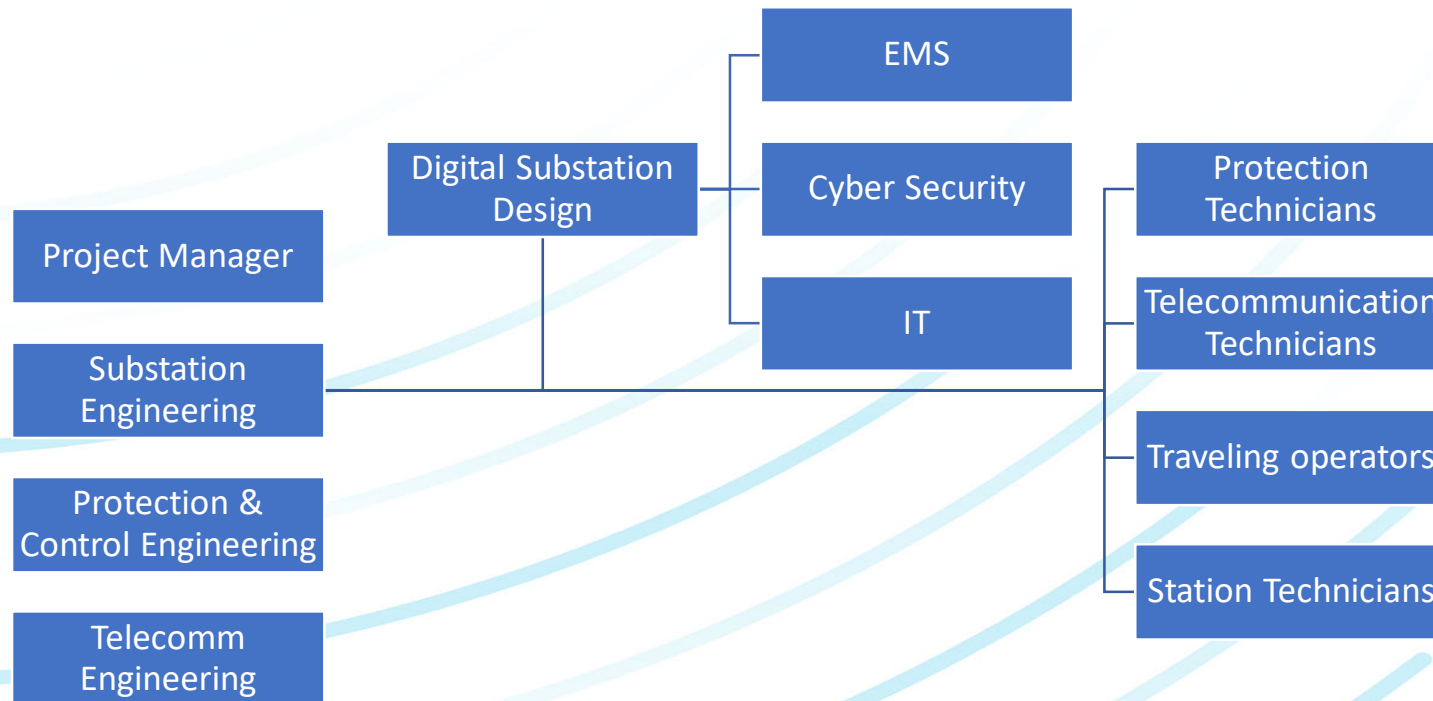 EMS
Digital Substation
Design
Cyber Security
Protection
Technicians
Project Manager
IT
Telecommunication
Technicians
Substation
Engineering
Traveling operators
Protection &
Control Engineering
Station Technicians
Telecomm
Engineering